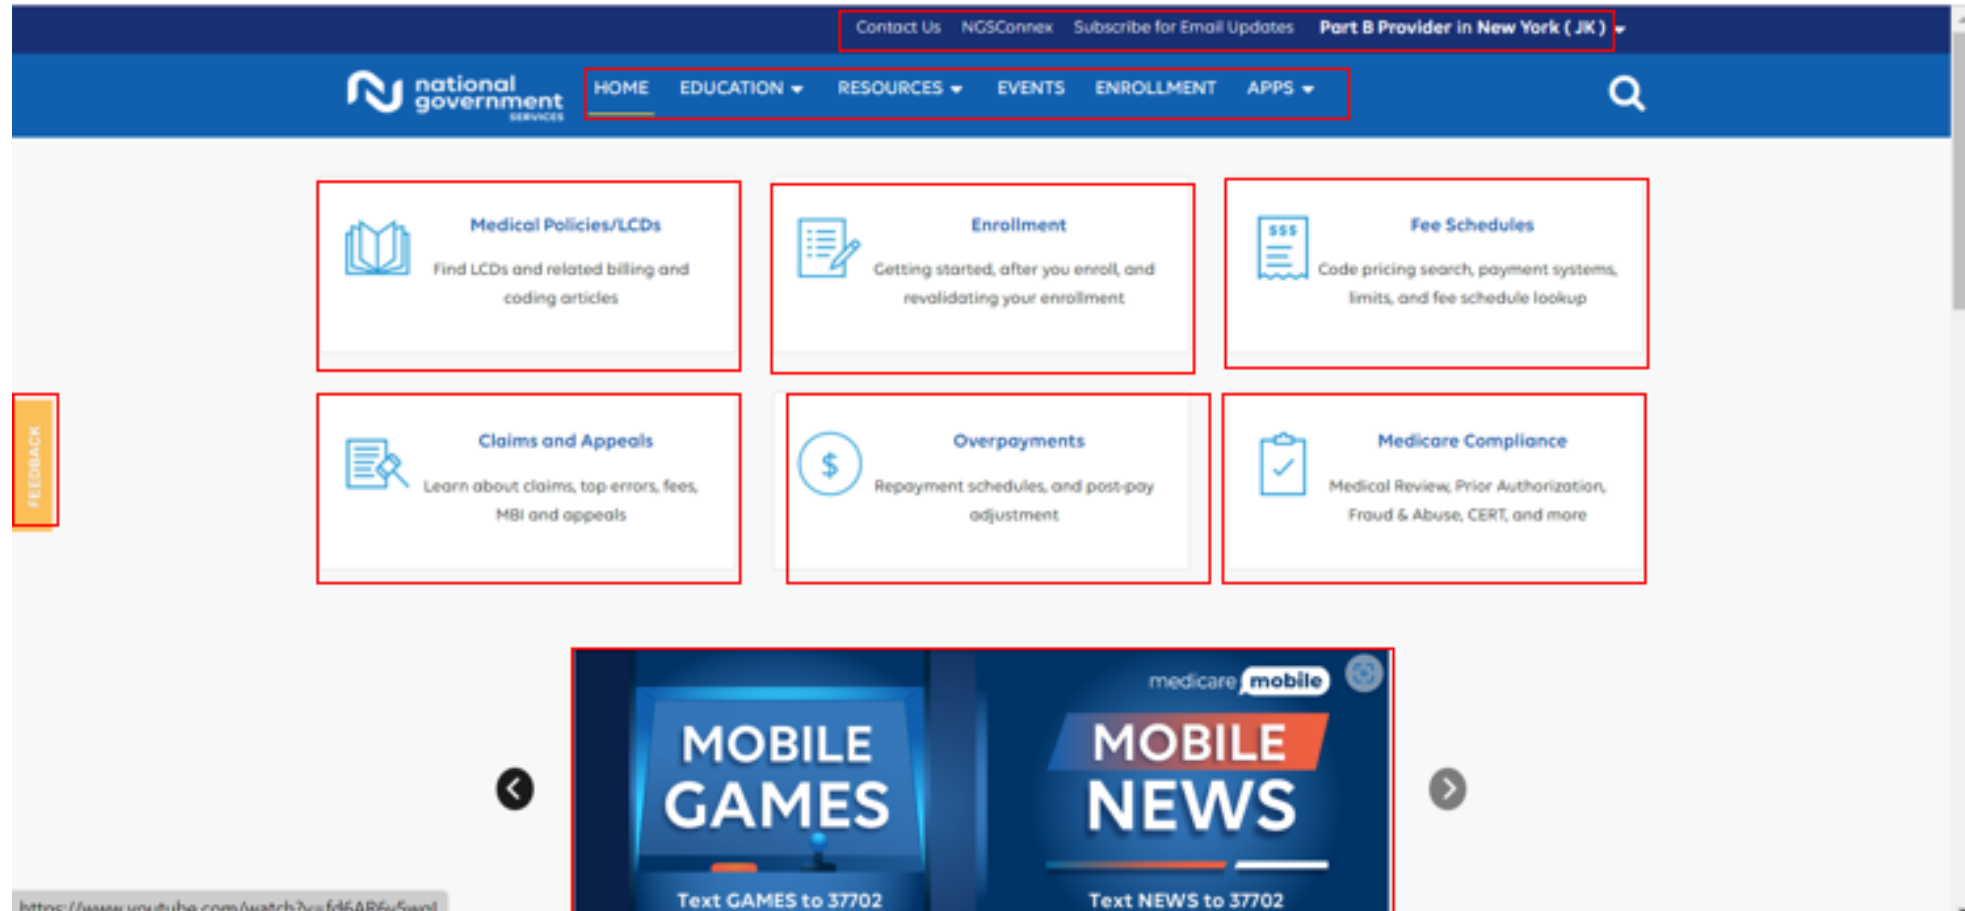 Contact Us NGSConnex Subscribe for Email Updates Part B Provider in New York ( JK )
national
government
SERVICES
HOME EDUCATION RESOURCES EVENTS ENROLLMENT APPS
Medical Policies/LCDs
Find LCDs and related billing and
coding articles
Enrollment
Getting started, after you enroll, and
revalidating your enrollment
$$$
Fee Schedules
Code pricing search, payment systems,
limits, and fee schedule lookup
FEEDBACK
Claims and Appeals
Learn about claims, top errors, fees,
MBI and appeals
$
Overpayments
Repayment schedules, and post-pay
adjustment
Medicare Compliance
Medical Review, Prior Authorization,
Fraud & Abuse, CERT, and more
MOBILE
GAMES
Text GAMES to 37702
medicare mobile
MOBILE
NEWS
Text NEWS to 37702